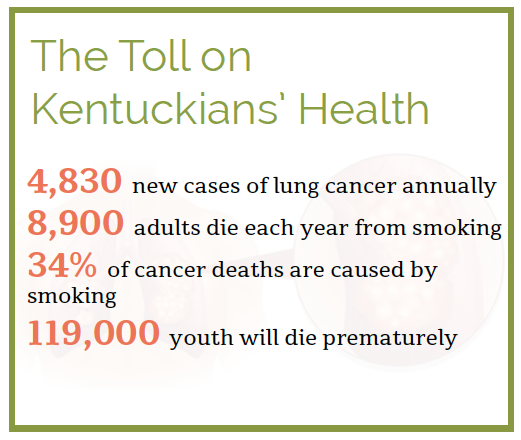 The Toll on
Kentuckians’ Health
4,830 new cases of lung cancer annually
8,900 adults die each year from smoking
34% of cancer deaths are caused by
smoking
119,000 youth will die prematurely